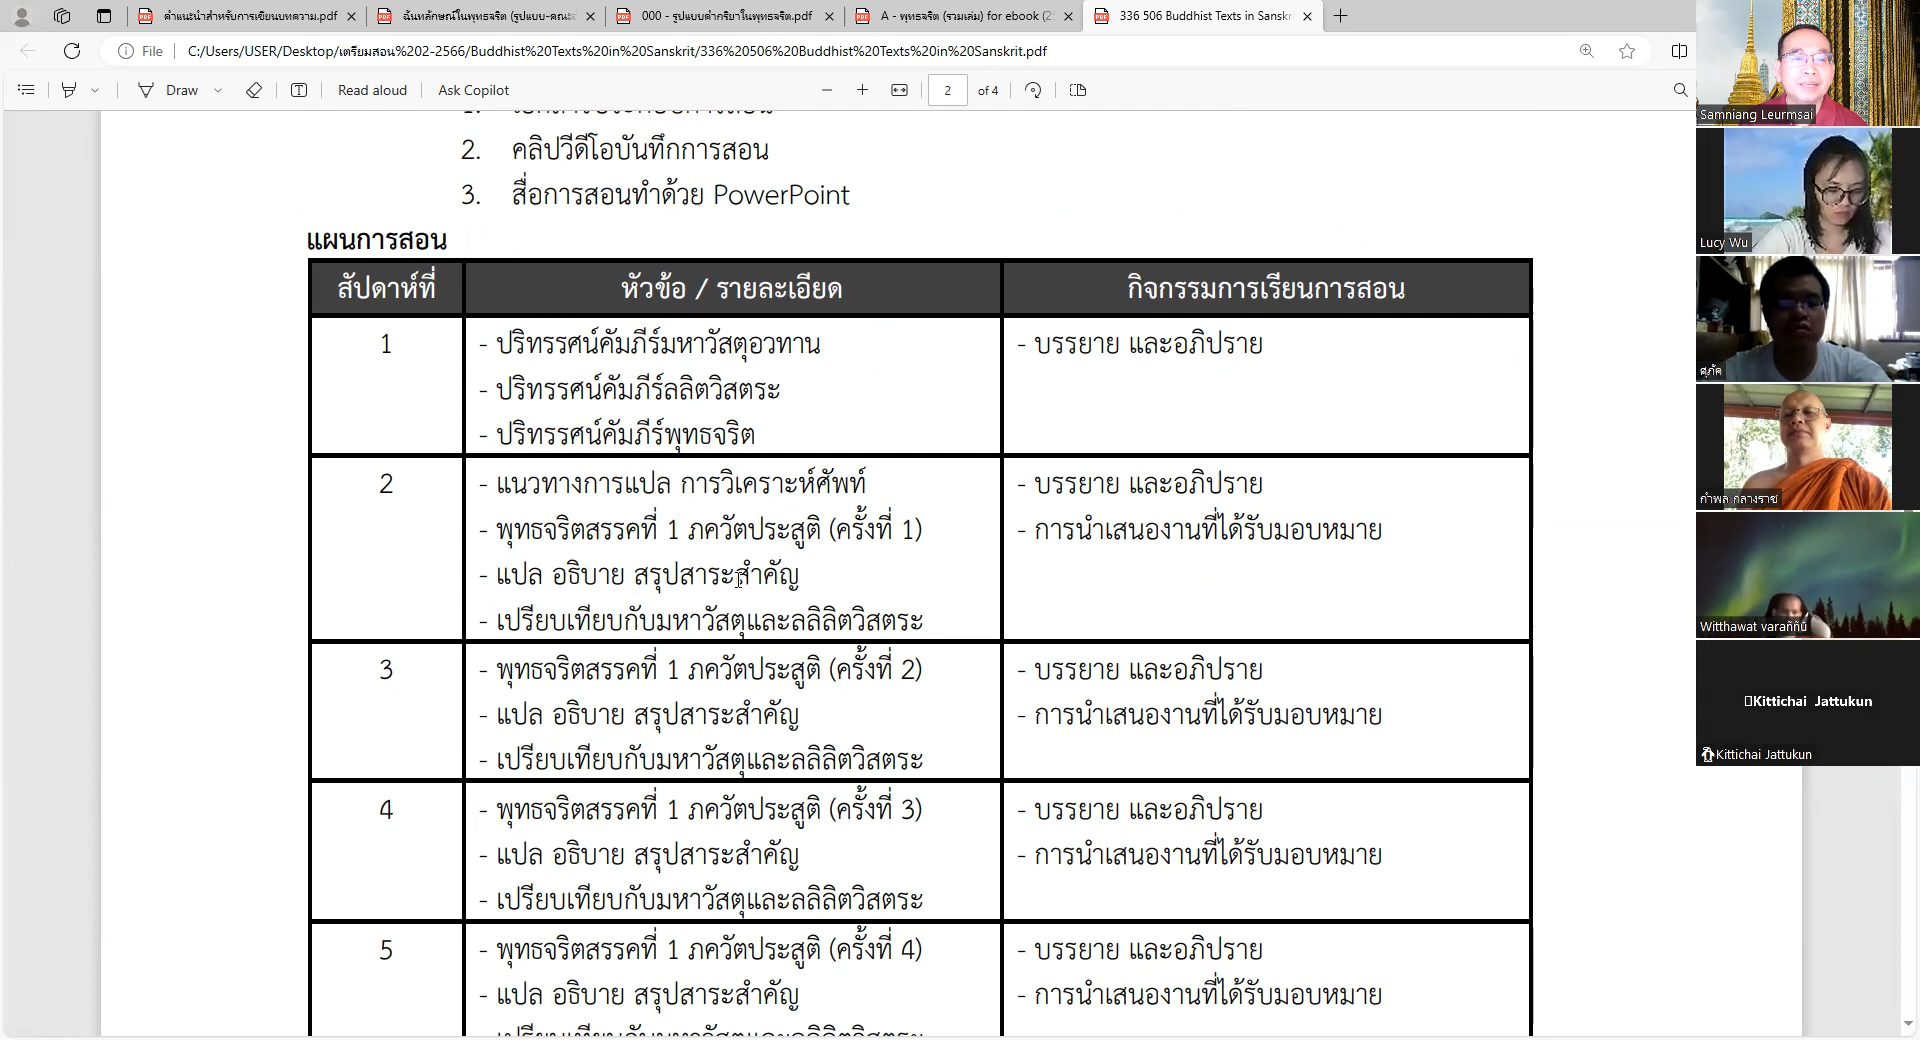 คำแนะนำสำหรับการเขียนบทความ.pdf
ฉันทลักษณ์ในพุทธจริต (รูปแบบ-คณะ
000 - รูปแบบคำกริยาในพุทธจริต.pdf
A - พุทธจริต (รวมเล่ม) for ebook (2
336 506 Buddhist Texts in Sanskr
File
C:/Users/USER/Desktop/เตรียมสอน%202-2566/Buddhist%20Texts%20in%20Sanskrit/336%20506%20Buddhist%20Texts%20in%20Sanskrit.pdf
Draw
Read aloud
Ask Copilot
2
of 4
2. คลิปวีดีโอบันทึกการสอน
3. สื่อการสอนทำด้วย PowerPoint
แผนการสอน
สัปดาห์ที่ หัวข้อ / รายละเอียด กิจกรรมการเรียนการสอน
1 - ปริทรรศน์คัมภีร์มหาวัสตุอวทาน - บรรยาย และอภิปราย
- ปริทรรศน์คัมภีร์ลลิตวิสตระ
- ปริทรรศน์คัมภีร์พุทธจริต
2 - แนวทางการแปล การวิเคราะห์ศัพท์ - บรรยาย และอภิปราย
- พุทธจริตสรรคที่ 1 ภควัตประสูติ (ครั้งที่ 1) - การนำเสนองานที่ได้รับมอบหมาย
- แปล อธิบาย สรุปสาระสำคัญ
- เปรียบเทียบกับมหาวัสตุและลลิลิตวิสตระ
3 - พุทธจริตสรรคที่ 1 ภควัตประสูติ (ครั้งที่ 2) - บรรยาย และอภิปราย
- แปล อธิบาย สรุปสาระสำคัญ - การนำเสนองานที่ได้รับมอบหมาย
- เปรียบเทียบกับมหาวัสตุและลลิลิตวิสตระ
4 - พุทธจริตสรรคที่ 1 ภควัตประสูติ (ครั้งที่ 3) - บรรยาย และอภิปราย
- แปล อธิบาย สรุปสาระสำคัญ - การนำเสนองานที่ได้รับมอบหมาย
- เปรียบเทียบกับมหาวัสตุและลลิลิตวิสตระ
5 - พุทธจริตสรรคที่ 1 ภควัตประสูติ (ครั้งที่ 4) - บรรยาย และอภิปราย
- แปล อธิบาย สรุปสาระสำคัญ - การนำเสนองานที่ได้รับมอบหมาย
Samniang Leurmsai
Lucy Wu
ศุภัค
กำพล กลางราช
Witthawat varaññū
Kittichai Jattukun
Kittichai Jattukun